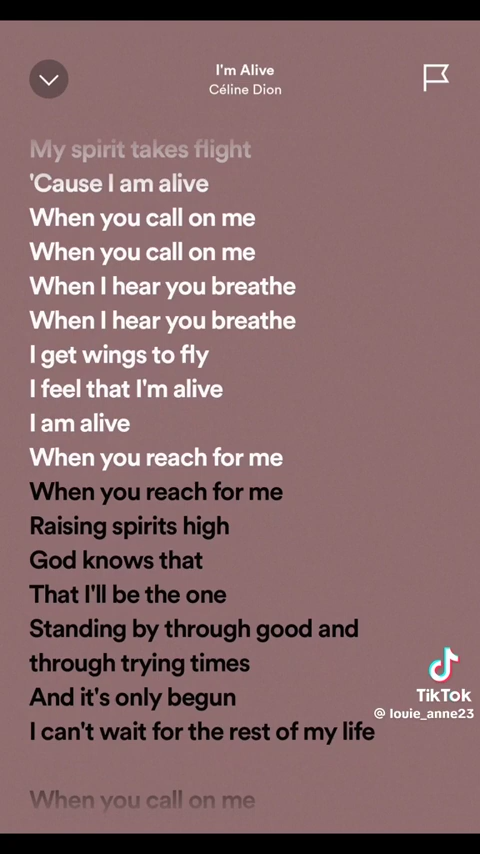 I'm Alive
Céline Dion
My spirit takes flight
'Cause I am alive
When you call on me
When you call on me
When I hear you breathe
When I hear you breathe
I get wings to fly
I feel that I'm alive
I am alive
When you reach for me
When you reach for me
Raising spirits high
God knows that
That I'll be the one
Standing by through good and
through trying times
And it's only begun
I can't wait for the rest of my life
When you call on me
TikTok
@ louie_anne23